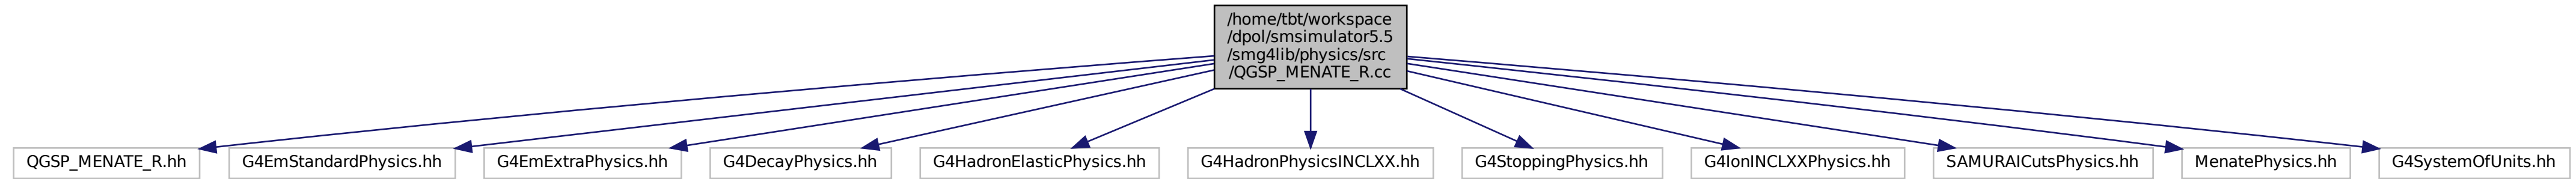 /home/tbt/workspace
/dpol/smsimulator5.5
/smg4lib/physics/src
/QGSP_MENATE_R.cc
QGSP_MENATE_R.hh
G4EmStandardPhysics.hh
G4EmExtraPhysics.hh
G4DecayPhysics.hh
G4HadronElasticPhysics.hh
G4HadronPhysicsINCLXX.hh
G4StoppingPhysics.hh
G4IonINCLXXPhysics.hh
SAMURAICutsPhysics.hh
MenatePhysics.hh
G4SystemOfUnits.hh